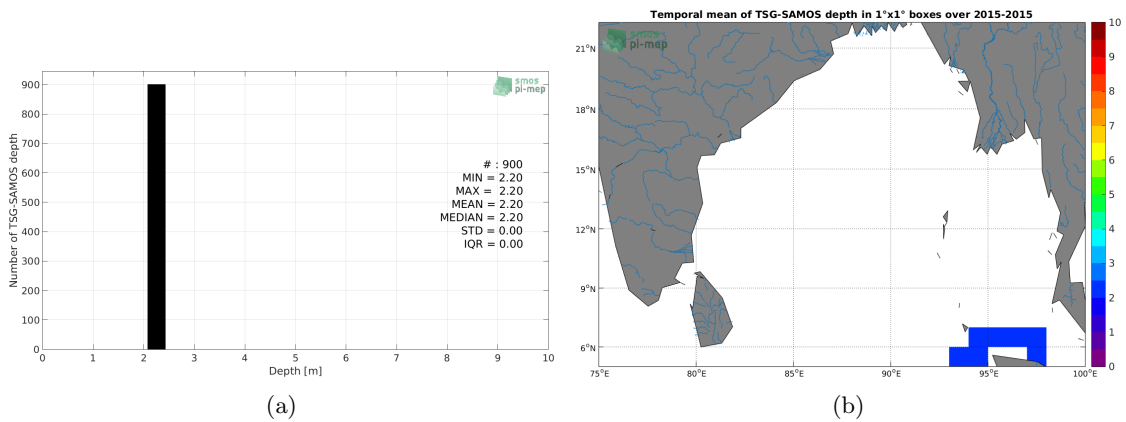 smos
pi-mep
900
800
700
600
500
400
300
200
100
0
Number of TSG-SAMOS depth
# : 900
MIN = 2.20
MAX = 2.20
MEAN = 2.20
MEDIAN = 2.20
STD = 0.00
IQR = 0.00
0 1 2 3 4 5 6 7 8 9 10
Depth [m]
(a)
Temporal mean of TSG-SAMOS depth in 1°x1° boxes over 2015-2015
smos
pi-mep
21°N
18°N
15°N
12°N
9°N
6°N
75°E 80°E 85°E 90°E 95°E 100°E
10
9
8
7
6
5
4
3
2
1
0
(b)